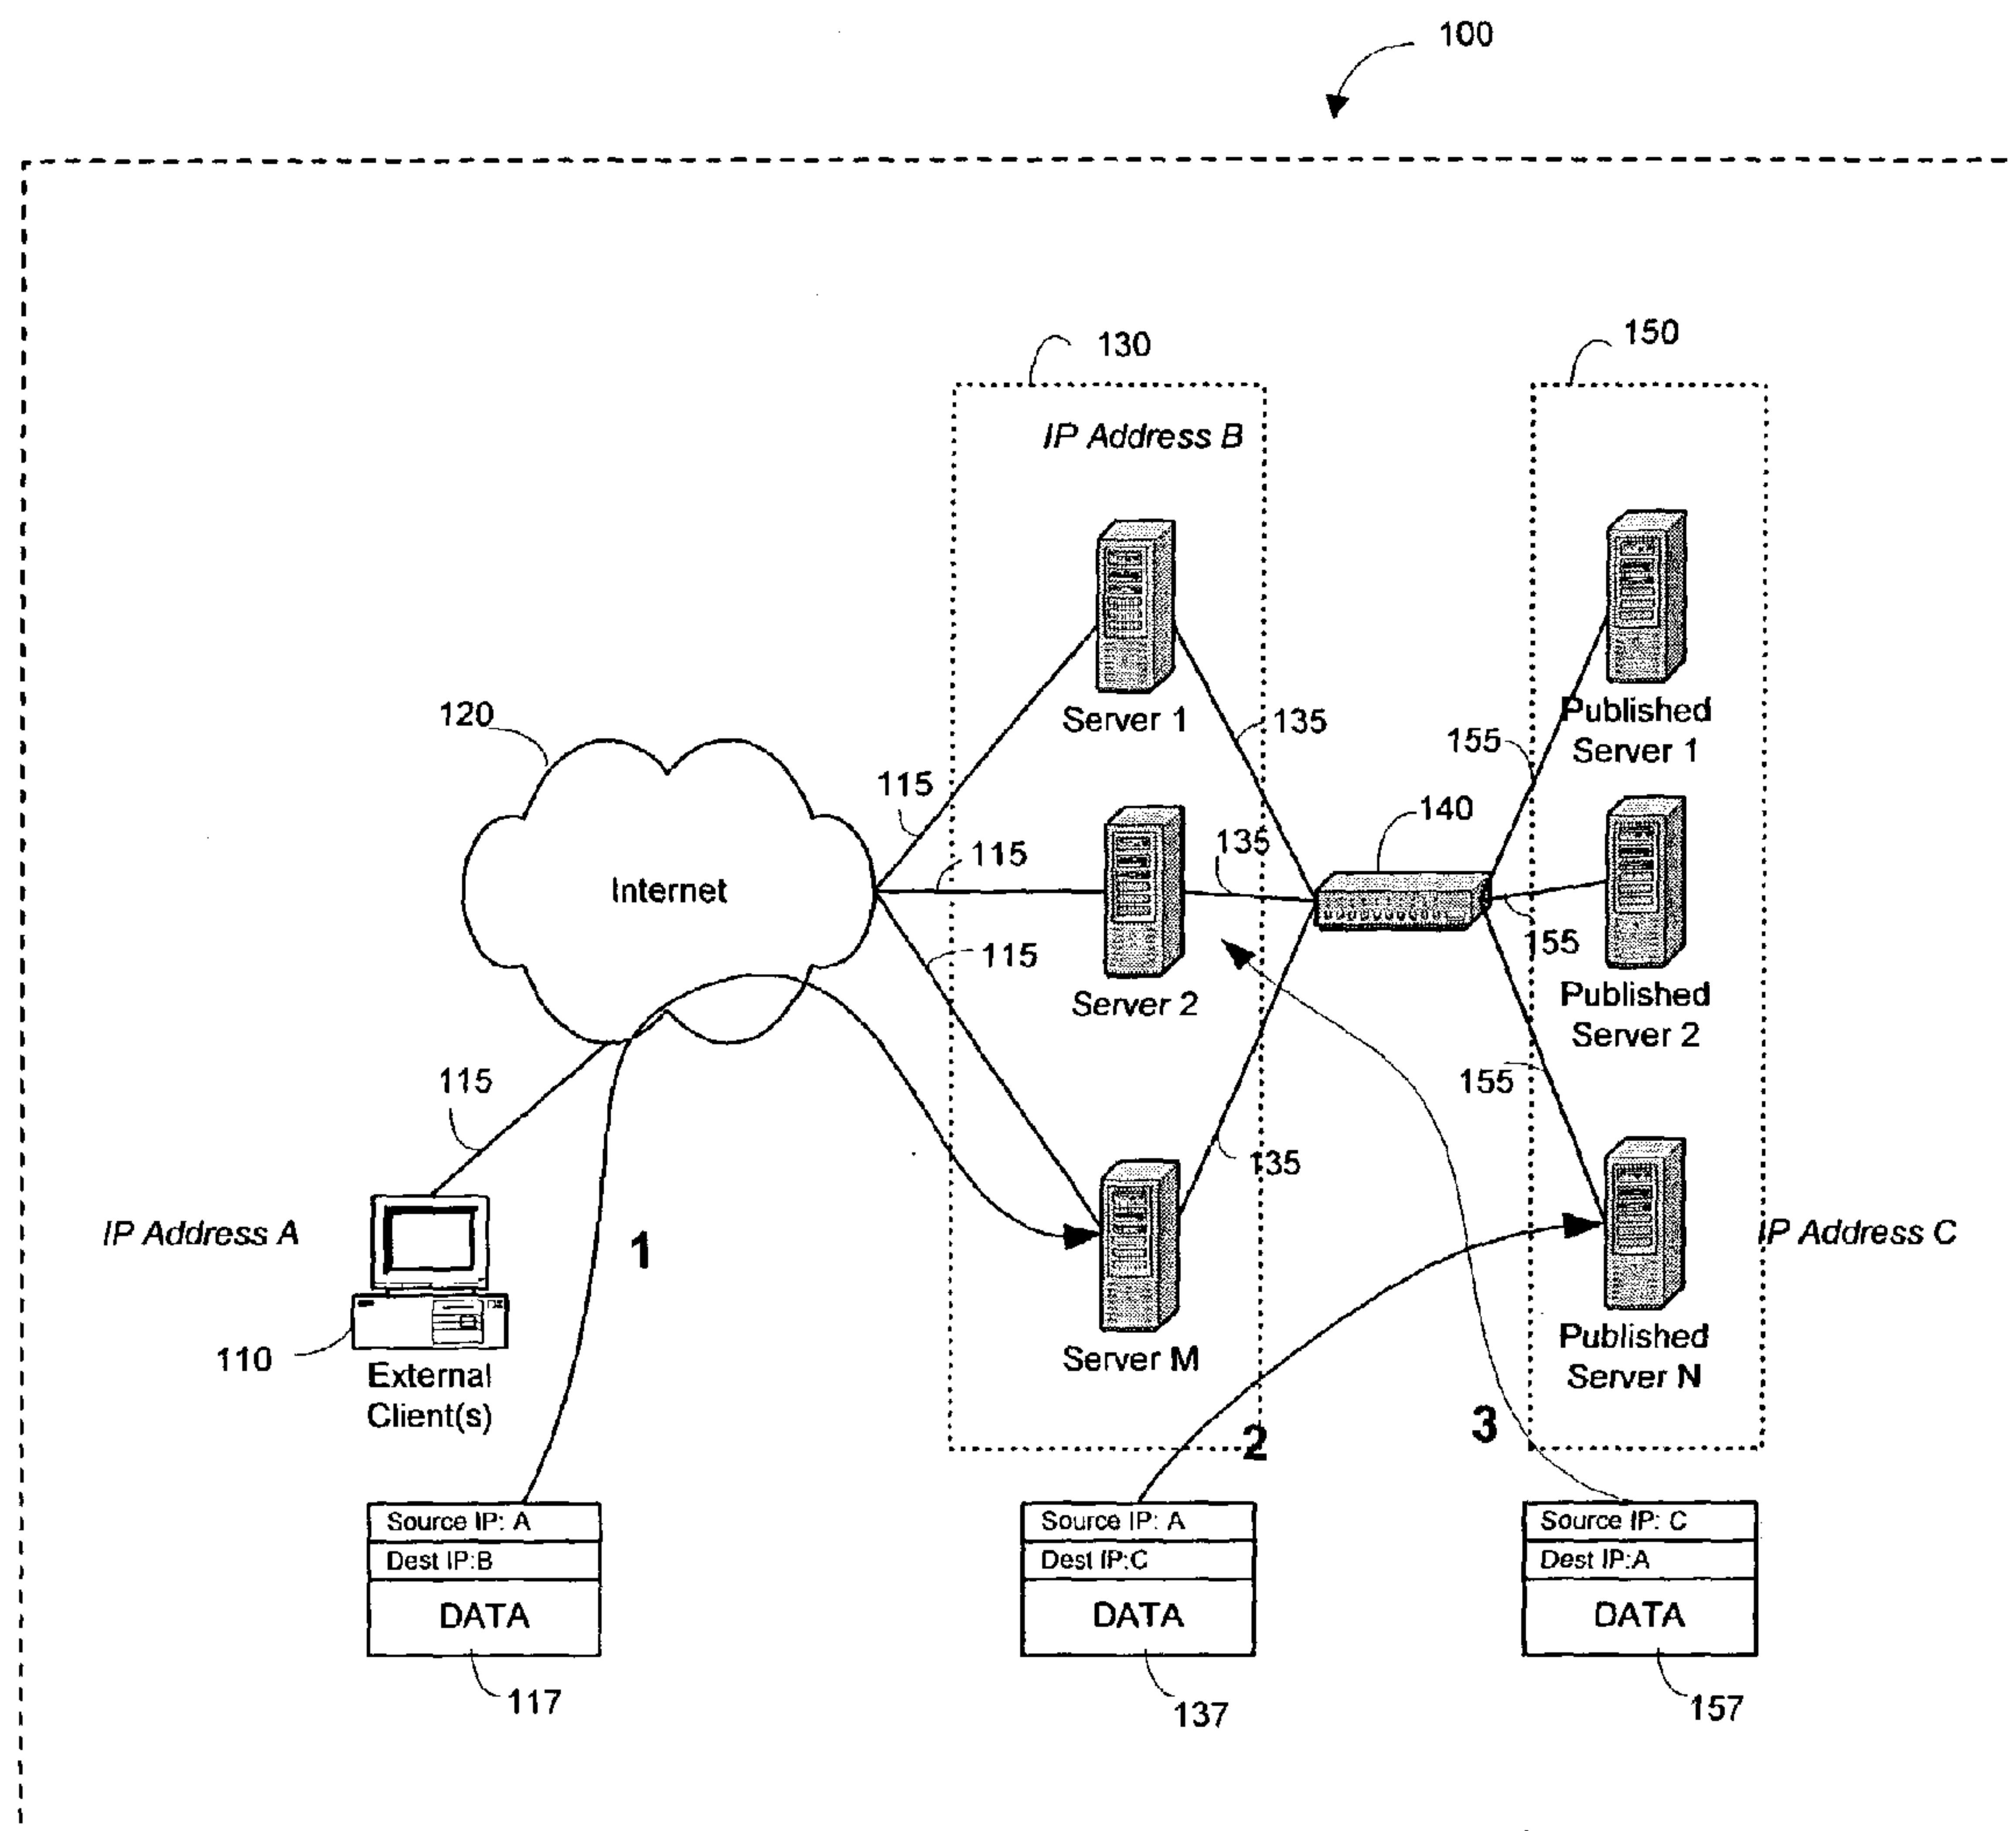 100
130
150
IP Address B
Server 1
Published
Server 1
120
135
155
115
140
Internet
115
135
115
155
Server 2
Published
Server 2
115
155
135
IP Address A
1
IP Address C
110
External
Client(s)
Server M
Published
Server N
2
3
Source IP: A
Dest IP:B
DATA
117
Source IP: A
Dest IP:C
DATA
137
Source IP: C
Dest IP:A
DATA
157